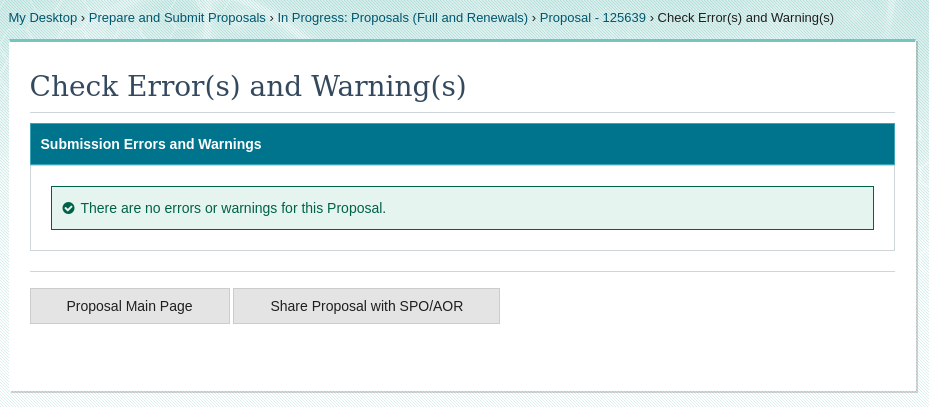 My Desktop › Prepare and Submit Proposals › In Progress: Proposals (Full and Renewals) › Proposal - 125639 › Check Error(s) and Warning(s)
Check Error(s) and Warning(s)
Submission Errors and Warnings
There are no errors or warnings for this Proposal.
Proposal Main Page Share Proposal with SPO/AOR